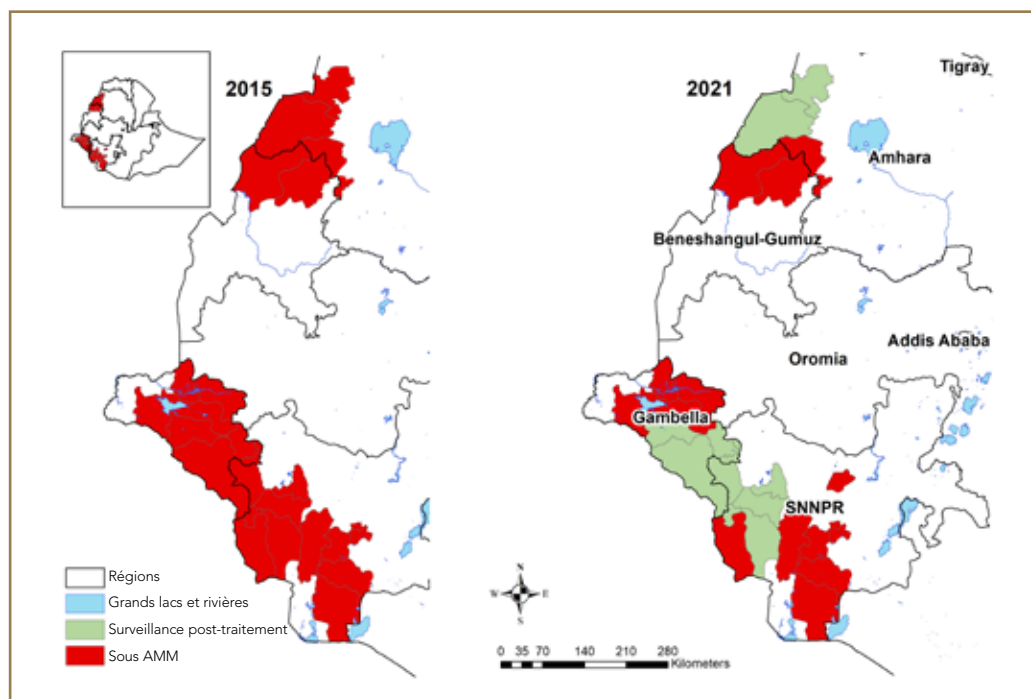 2015
2021
Tigray
Amhara
Beneshangul-Gumuz
Addis Ababa
Oromia
Gambella
SNNPR
Régions
Grands lacs et rivières
Surveillance post-traitement
Sous AMM
N
W E
S
0 35 70 140 210 280
Kilometers